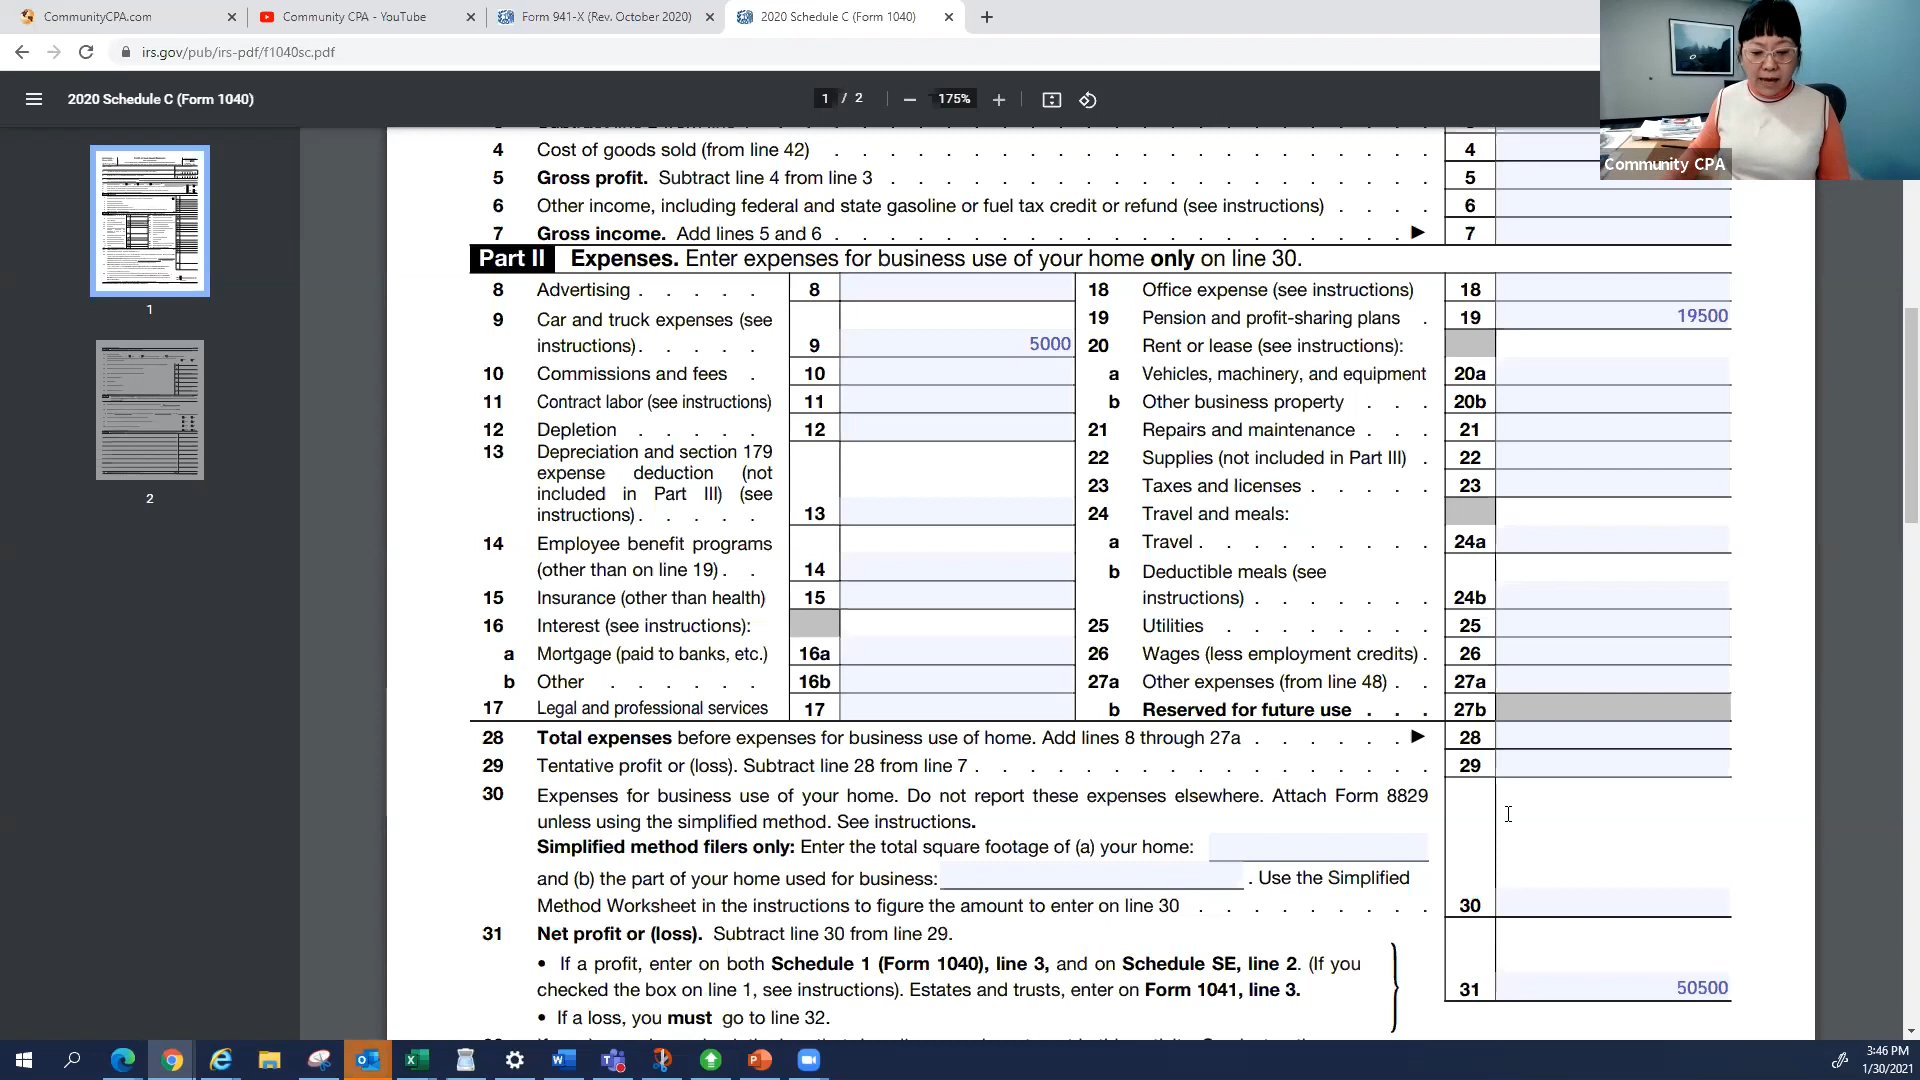 CommunityCPA.com
Community CPA - YouTube
Form 941-X (Rev. October 2020)
2020 Schedule C (Form 1040)
irs.gov/pub/irs-pdf/f1040sc.pdf
2020 Schedule C (Form 1040)
1 / 2
175%
Community CPA
1
2
4 Cost of goods sold (from line 42) 4
5 Gross profit. Subtract line 4 from line 3 5
6 Other income, including federal and state gasoline or fuel tax credit or refund (see instructions) 6
7 Gross income. Add lines 5 and 6 7
Part II Expenses. Enter expenses for business use of your home only on line 30.
8 Advertising 8
9 Car and truck expenses (see
instructions) 9 5000
10 Commissions and fees 10
11 Contract labor (see instructions) 11
12 Depletion 12
13 Depreciation and section 179
expense deduction (not
included in Part III) (see
instructions) 13
14 Employee benefit programs
(other than on line 19) 14
15 Insurance (other than health) 15
16 Interest (see instructions):
a Mortgage (paid to banks, etc.) 16a
b Other 16b
17 Legal and professional services 17
18 Office expense (see instructions) 18
19 Pension and profit-sharing plans 19 19500
20 Rent or lease (see instructions):
a Vehicles, machinery, and equipment 20a
b Other business property 20b
21 Repairs and maintenance 21
22 Supplies (not included in Part III) 22
23 Taxes and licenses 23
24 Travel and meals:
a Travel 24a
b Deductible meals (see
instructions) 24b
25 Utilities 25
26 Wages (less employment credits) 26
27a Other expenses (from line 48) 27a
b Reserved for future use 27b
28 Total expenses before expenses for business use of home. Add lines 8 through 27a 28
29 Tentative profit or (loss). Subtract line 28 from line 7 29
30 Expenses for business use of your home. Do not report these expenses elsewhere. Attach Form 8829
unless using the simplified method. See instructions.
Simplified method filers only: Enter the total square footage of (a) your home:
and (b) the part of your home used for business: . Use the Simplified
Method Worksheet in the instructions to figure the amount to enter on line 30 30
31 Net profit or (loss). Subtract line 30 from line 29.
• If a profit, enter on both Schedule 1 (Form 1040), line 3, and on Schedule SE, line 2. (If you
checked the box on line 1, see instructions). Estates and trusts, enter on Form 1041, line 3. 31 50500
• If a loss, you must go to line 32.
3:46 PM
1/30/2021